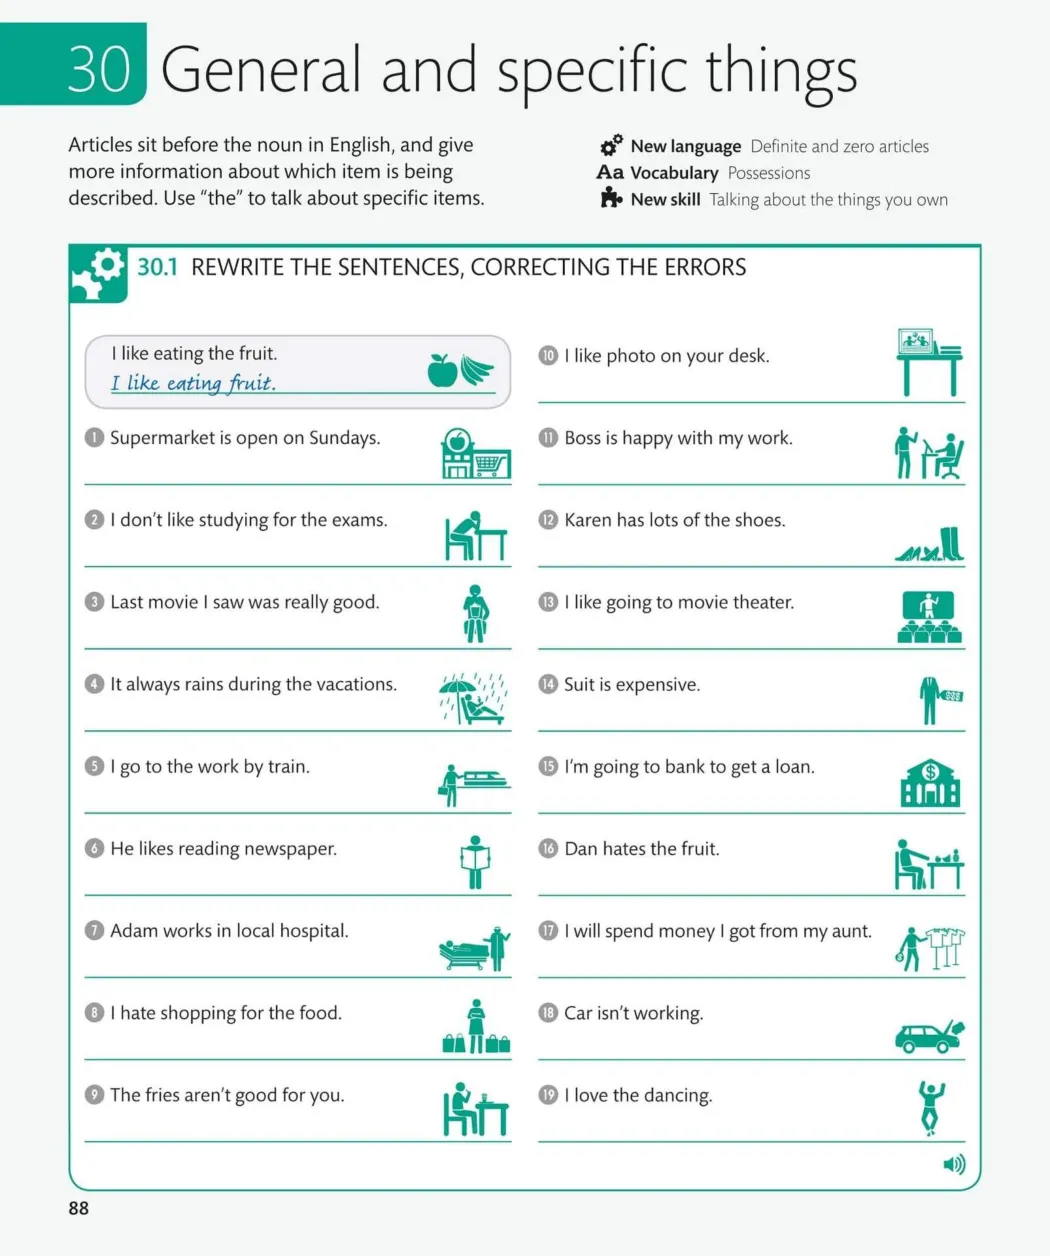 30 General and specific things
Articles sit before the noun in English, and give
more information about which item is being
described. Use “the” to talk about specific items.
New language Definite and zero articles
Aa Vocabulary Possessions
New skill Talking about the things you own
30.1 REWRITE THE SENTENCES, CORRECTING THE ERRORS
I like eating the fruit.
I like eating fruit.
1 Supermarket is open on Sundays.
2 I don’t like studying for the exams.
3 Last movie I saw was really good.
4 It always rains during the vacations.
5 I go to the work by train.
6 He likes reading newspaper.
7 Adam works in local hospital.
8 I hate shopping for the food.
9 The fries aren’t good for you.
10 I like photo on your desk.
11 Boss is happy with my work.
12 Karen has lots of the shoes.
13 I like going to movie theater.
14 Suit is expensive.
15 I’m going to bank to get a loan.
16 Dan hates the fruit.
17 I will spend money I got from my aunt.
18 Car isn’t working.
19 I love the dancing.
88